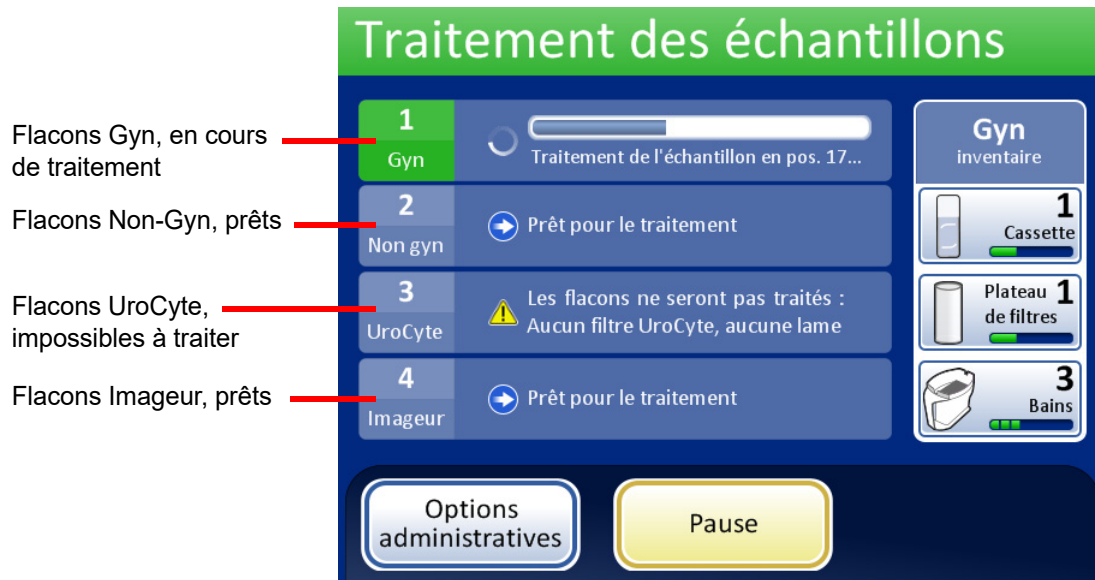 Traitement des échantillons
Flacons Gyn, en cours
de traitement
1
Gyn
Traitement de l'échantillon en pos. 17...
Flacons Non-Gyn, prêts
2
Non gyn
Prêt pour le traitement
Flacons UroCyte,
impossibles à traiter
3
UroCyte
Les flacons ne seront pas traités :
Aucun filtre UroCyte, aucune lame
Flacons Imageur, prêts
4
Imageur
Prêt pour le traitement
Gyn
inventaire
1
Cassette
Plateau 1
de filtres
3
Bains
Options
administratives
Pause